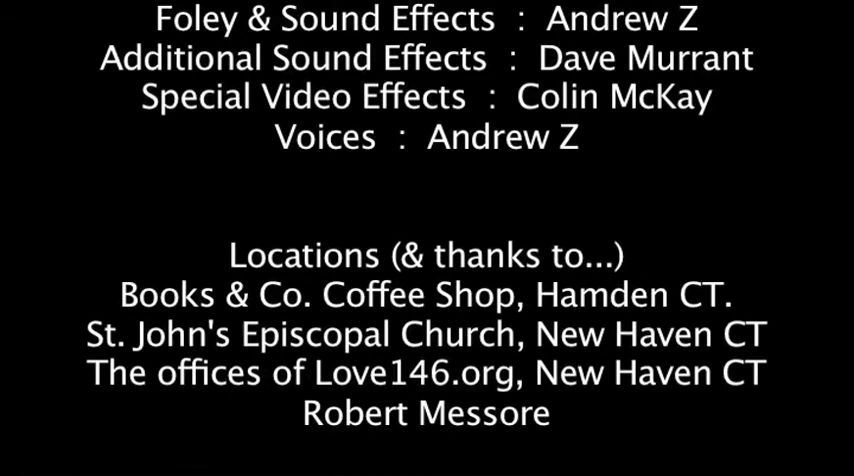 Foley & Sound Effects  :  Andrew Z
Additional Sound Effects  :  Dave Murrant
Special Video Effects  :  Colin McKay
Voices  :  Andrew Z
Locations (& thanks to...)
Books & Co. Coffee Shop, Hamden CT.
St. John's Episcopal Church, New Haven CT
The offices of Love146.org, New Haven CT
Robert Messore